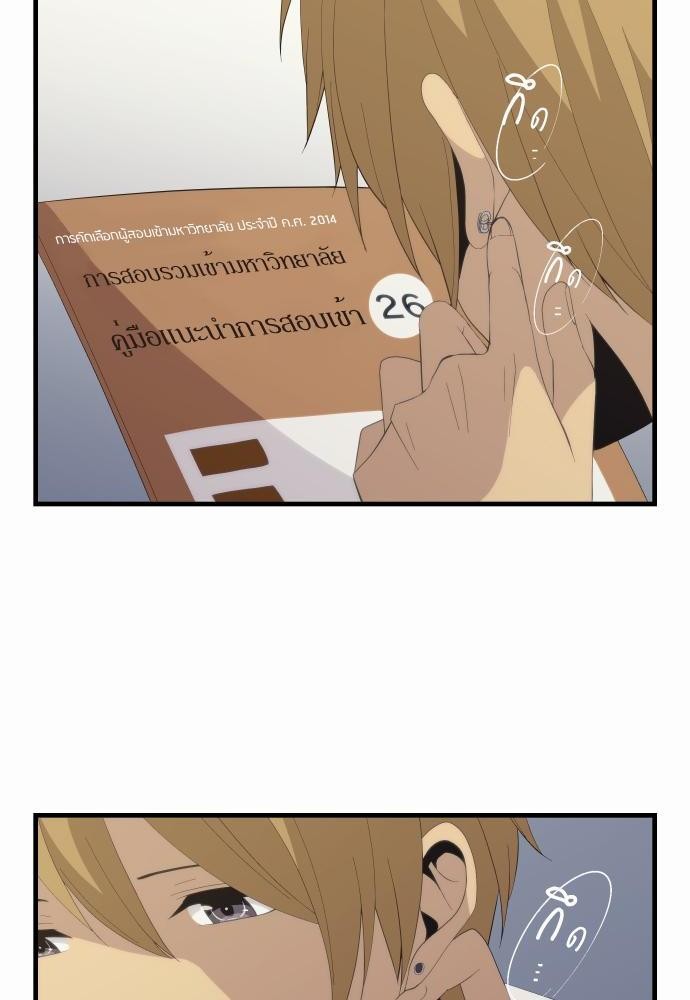 กึด
การคัดเลือกผู้สอบเข้ามหาวิทยาลัย ประจำปี ค.ศ. 2014
การสอบรวมเข้ามหาวิทยาลัย
กึด
คู่มือแนะนำการสอบเข้า
26
กึด